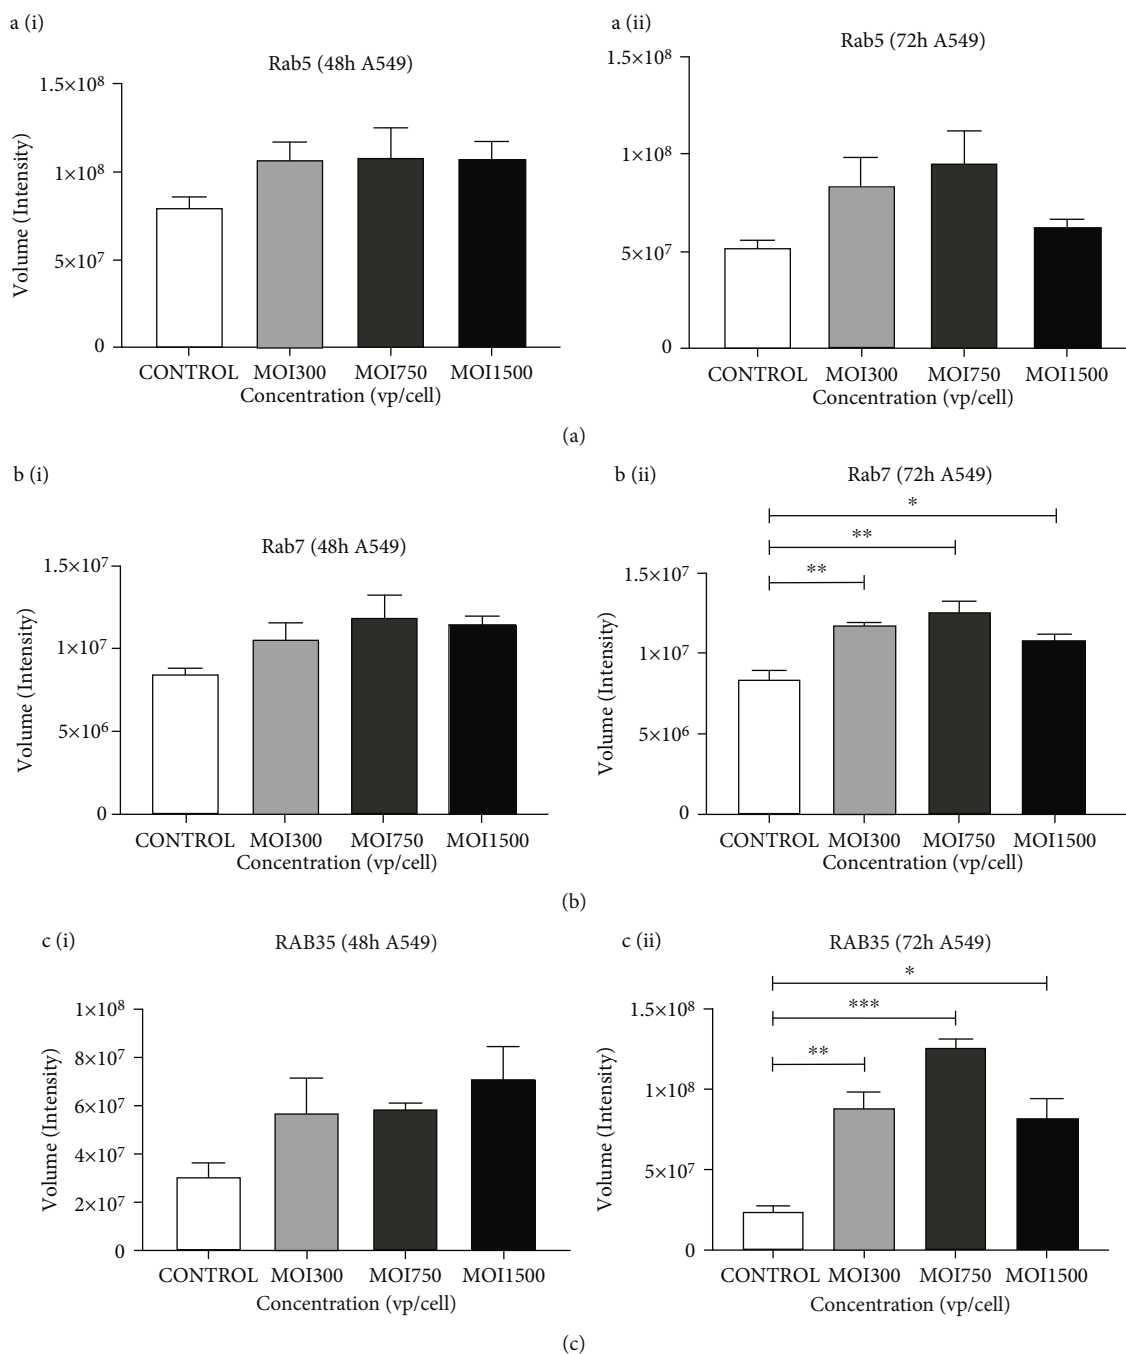 a (i)
Rab5 (48h A549)
Volume (Intensity)
1.5×10⁸
1×10⁸
5×10⁷
0
CONTROL MOI300 MOI750 MOI1500
Concentration (vp/cell)
a (ii)
Rab5 (72h A549)
1.5×10⁸
1×10⁸
5×10⁷
0
CONTROL MOI300 MOI750 MOI1500
Concentration (vp/cell)
(a)
b (i)
Rab7 (48h A549)
Volume (Intensity)
1.5×10⁷
1×10⁷
5×10⁶
0
CONTROL MOI300 MOI750 MOI1500
Concentration (vp/cell)
b (ii)
Rab7 (72h A549)
*
**
**
Volume (Intensity)
1.5×10⁷
1×10⁷
5×10⁶
0
CONTROL MOI300 MOI750 MOI1500
Concentration (vp/cell)
(b)
c (i)
RAB35 (48h A549)
Volume (Intensity)
1×10⁸
8×10⁷
6×10⁷
4×10⁷
2×10⁷
0
CONTROL MOI300 MOI750 MOI1500
Concentration (vp/cell)
c (ii)
RAB35 (72h A549)
*
***
**
Volume (Intensity)
1.5×10⁸
1×10⁸
5×10⁷
0
CONTROL MOI300 MOI750 MOI1500
Concentration (vp/cell)
(c)